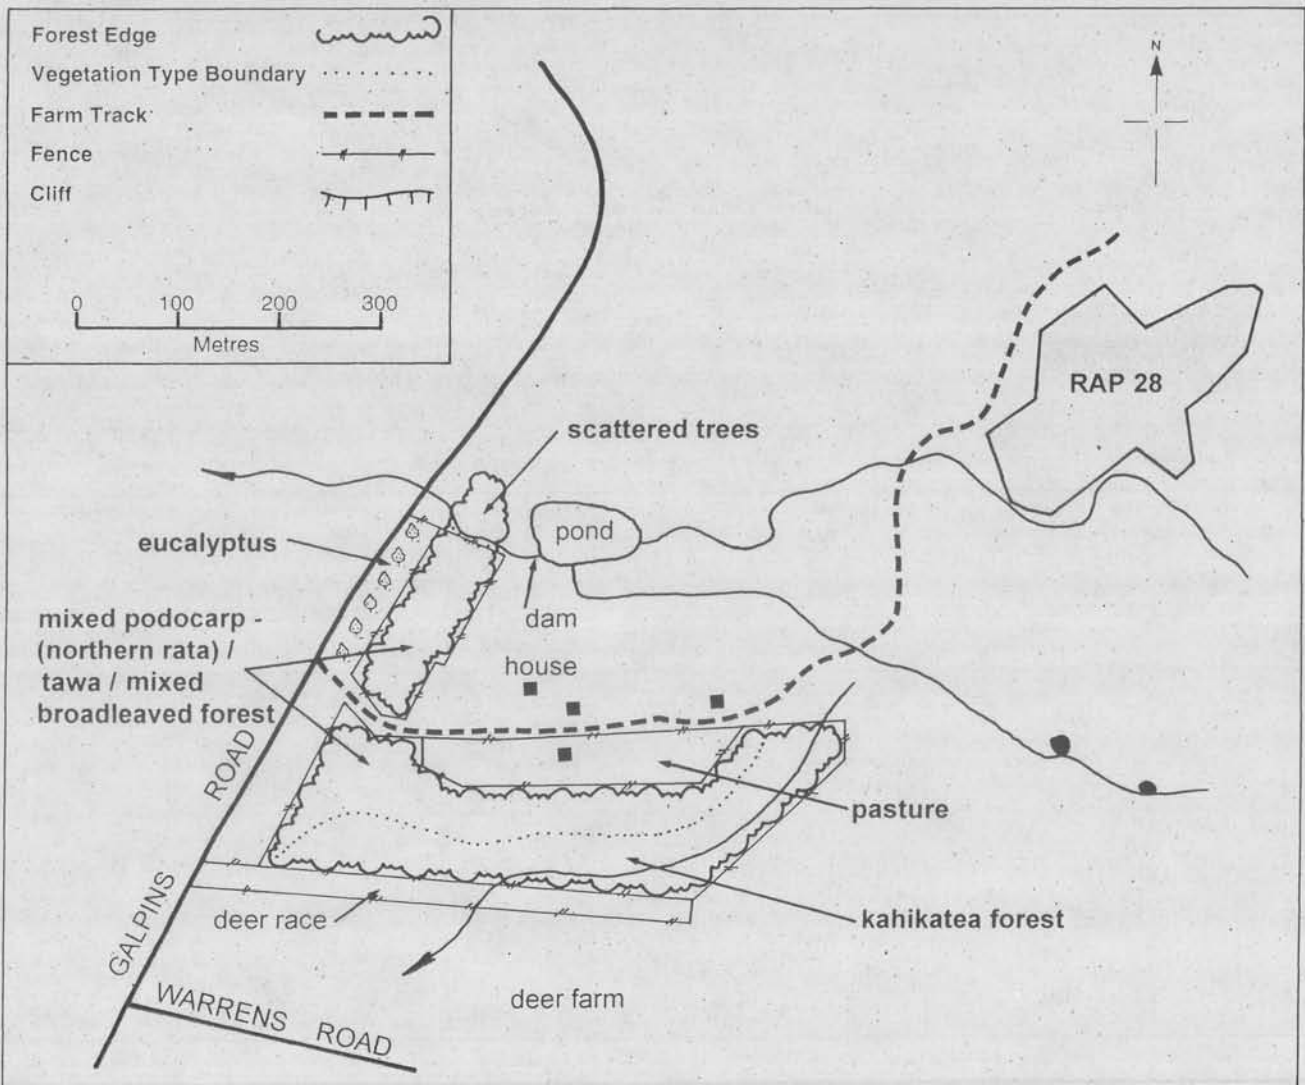 Forest Edge
Vegetation Type Boundary
Farm Track
Fence
Cliff
0 100 200 300
Metres
N
RAP 28
scattered trees
pond
eucalyptus
dam
mixed podocarp -
(northern rata) /
tawa / mixed
broadleaved forest
house
pasture
kahikatea forest
deer race
deer farm
GALPINS ROAD
WARRENS ROAD